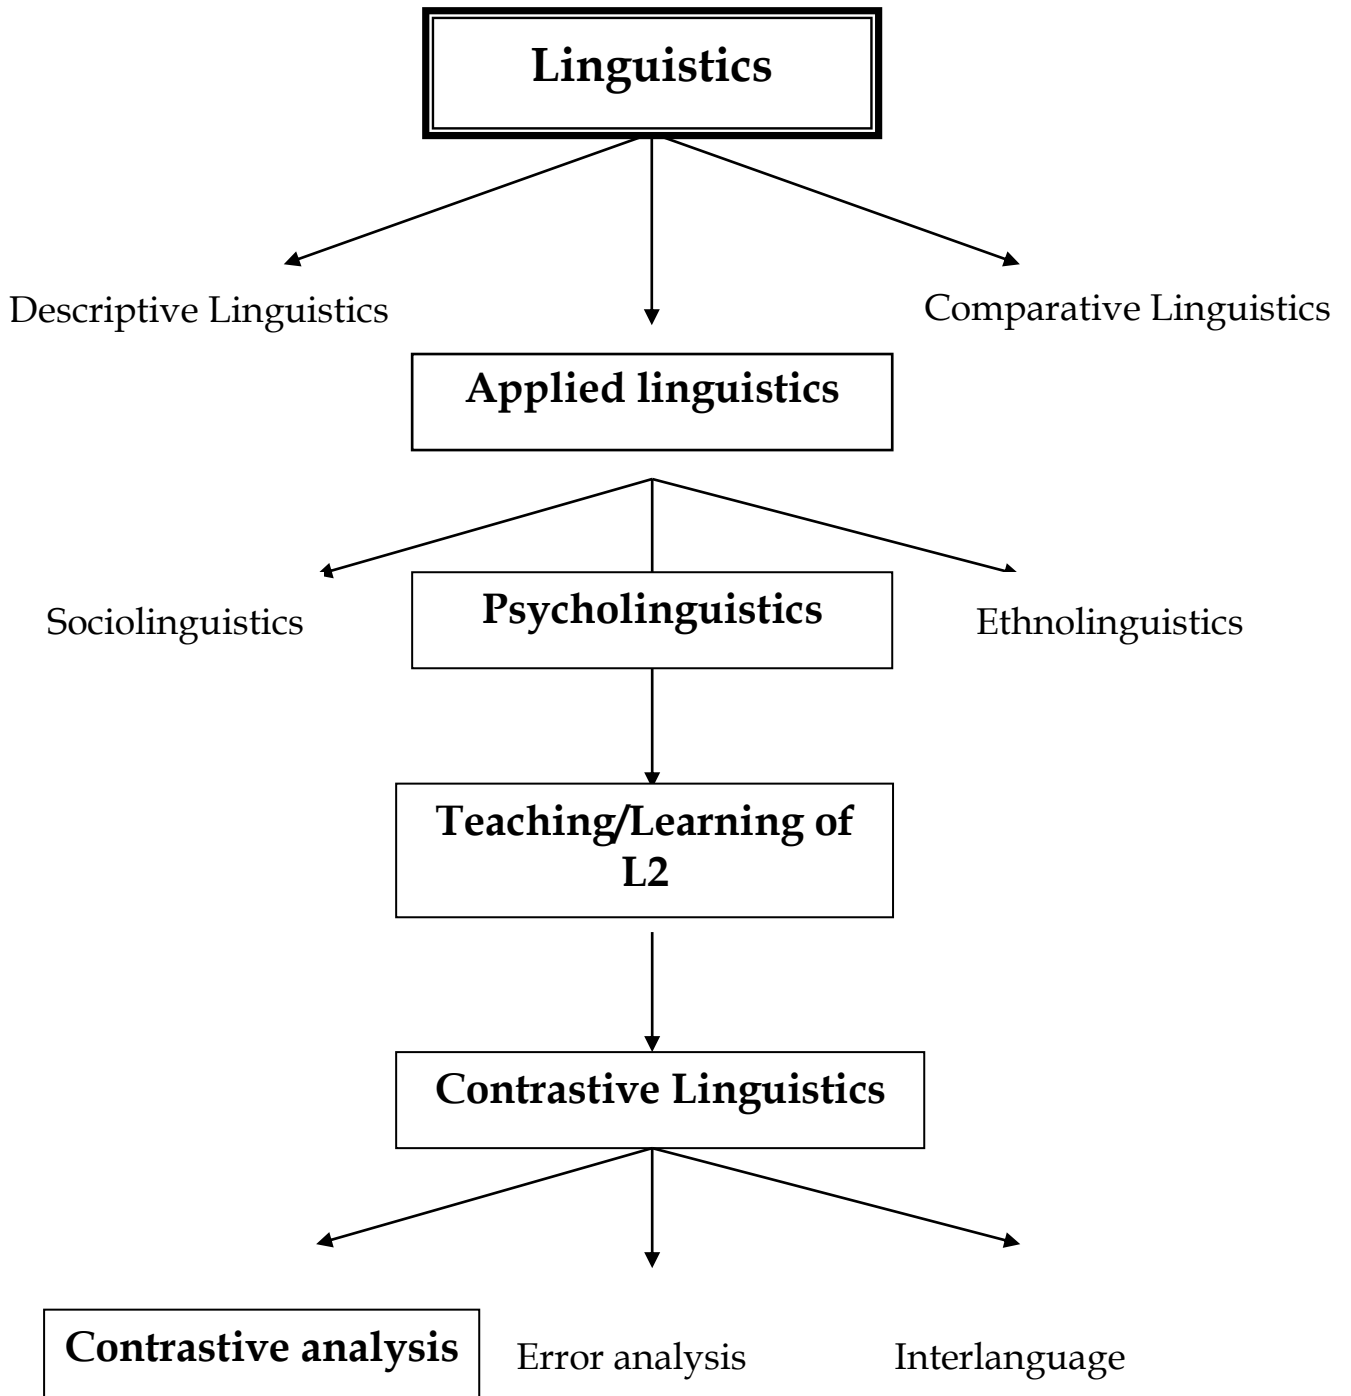 Linguistics
Descriptive Linguistics
Comparative Linguistics
Applied linguistics
Sociolinguistics
Psycholinguistics
Ethnolinguistics
Teaching/Learning of
L2
Contrastive Linguistics
Contrastive analysis
Error analysis
Interlanguage